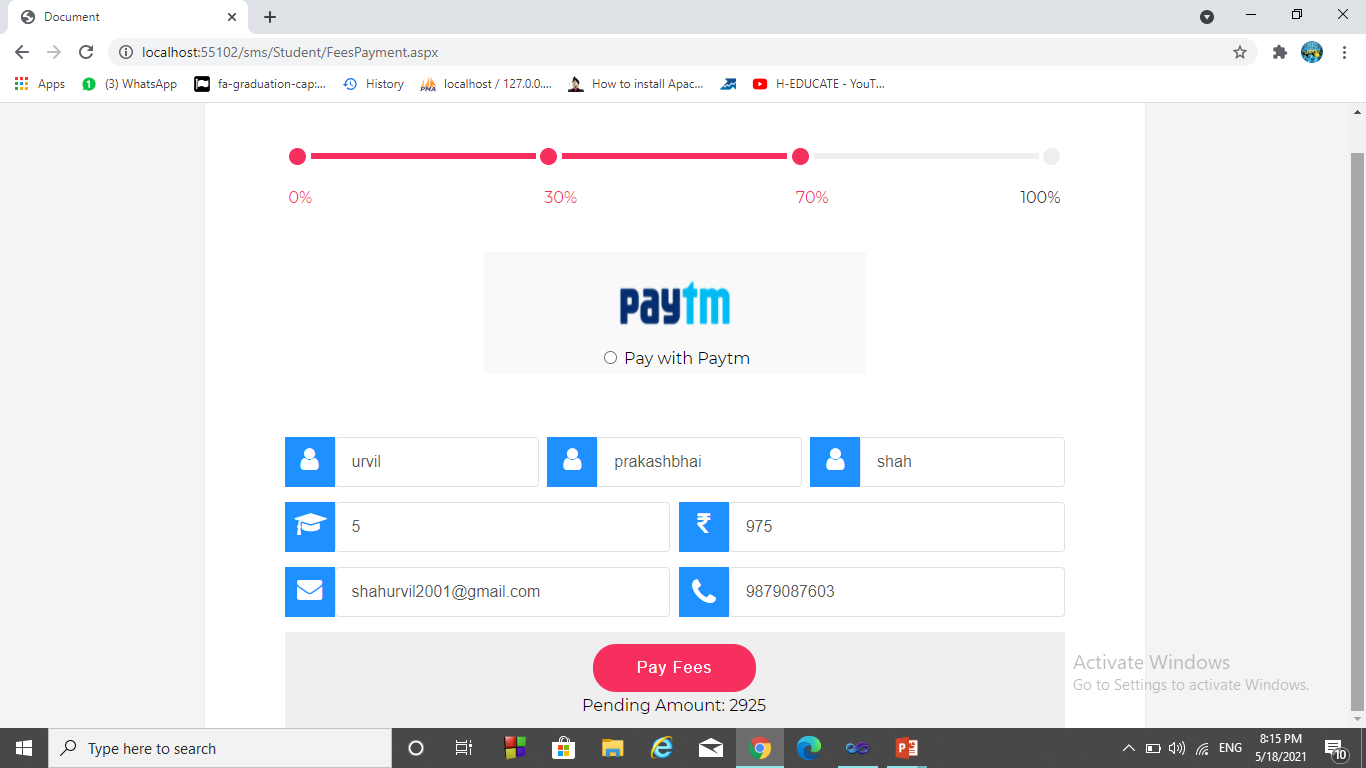 Document
localhost:55102/sms/Student/FeesPayment.aspx
Apps (3) WhatsApp fa-graduation-cap:... History localhost / 127.0.0.... How to install Apac... H-EDUCATE - YouT...
0% 30% 70% 100%
paytm
Pay with Paytm
urvil prakashbhai shah
5 ₹ 975
shahurvil2001@gmail.com 9879087603
Pay Fees
Pending Amount: 2925
Activate Windows
Go to Settings to activate Windows.
Type here to search
ENG
8:15 PM
5/18/2021
10